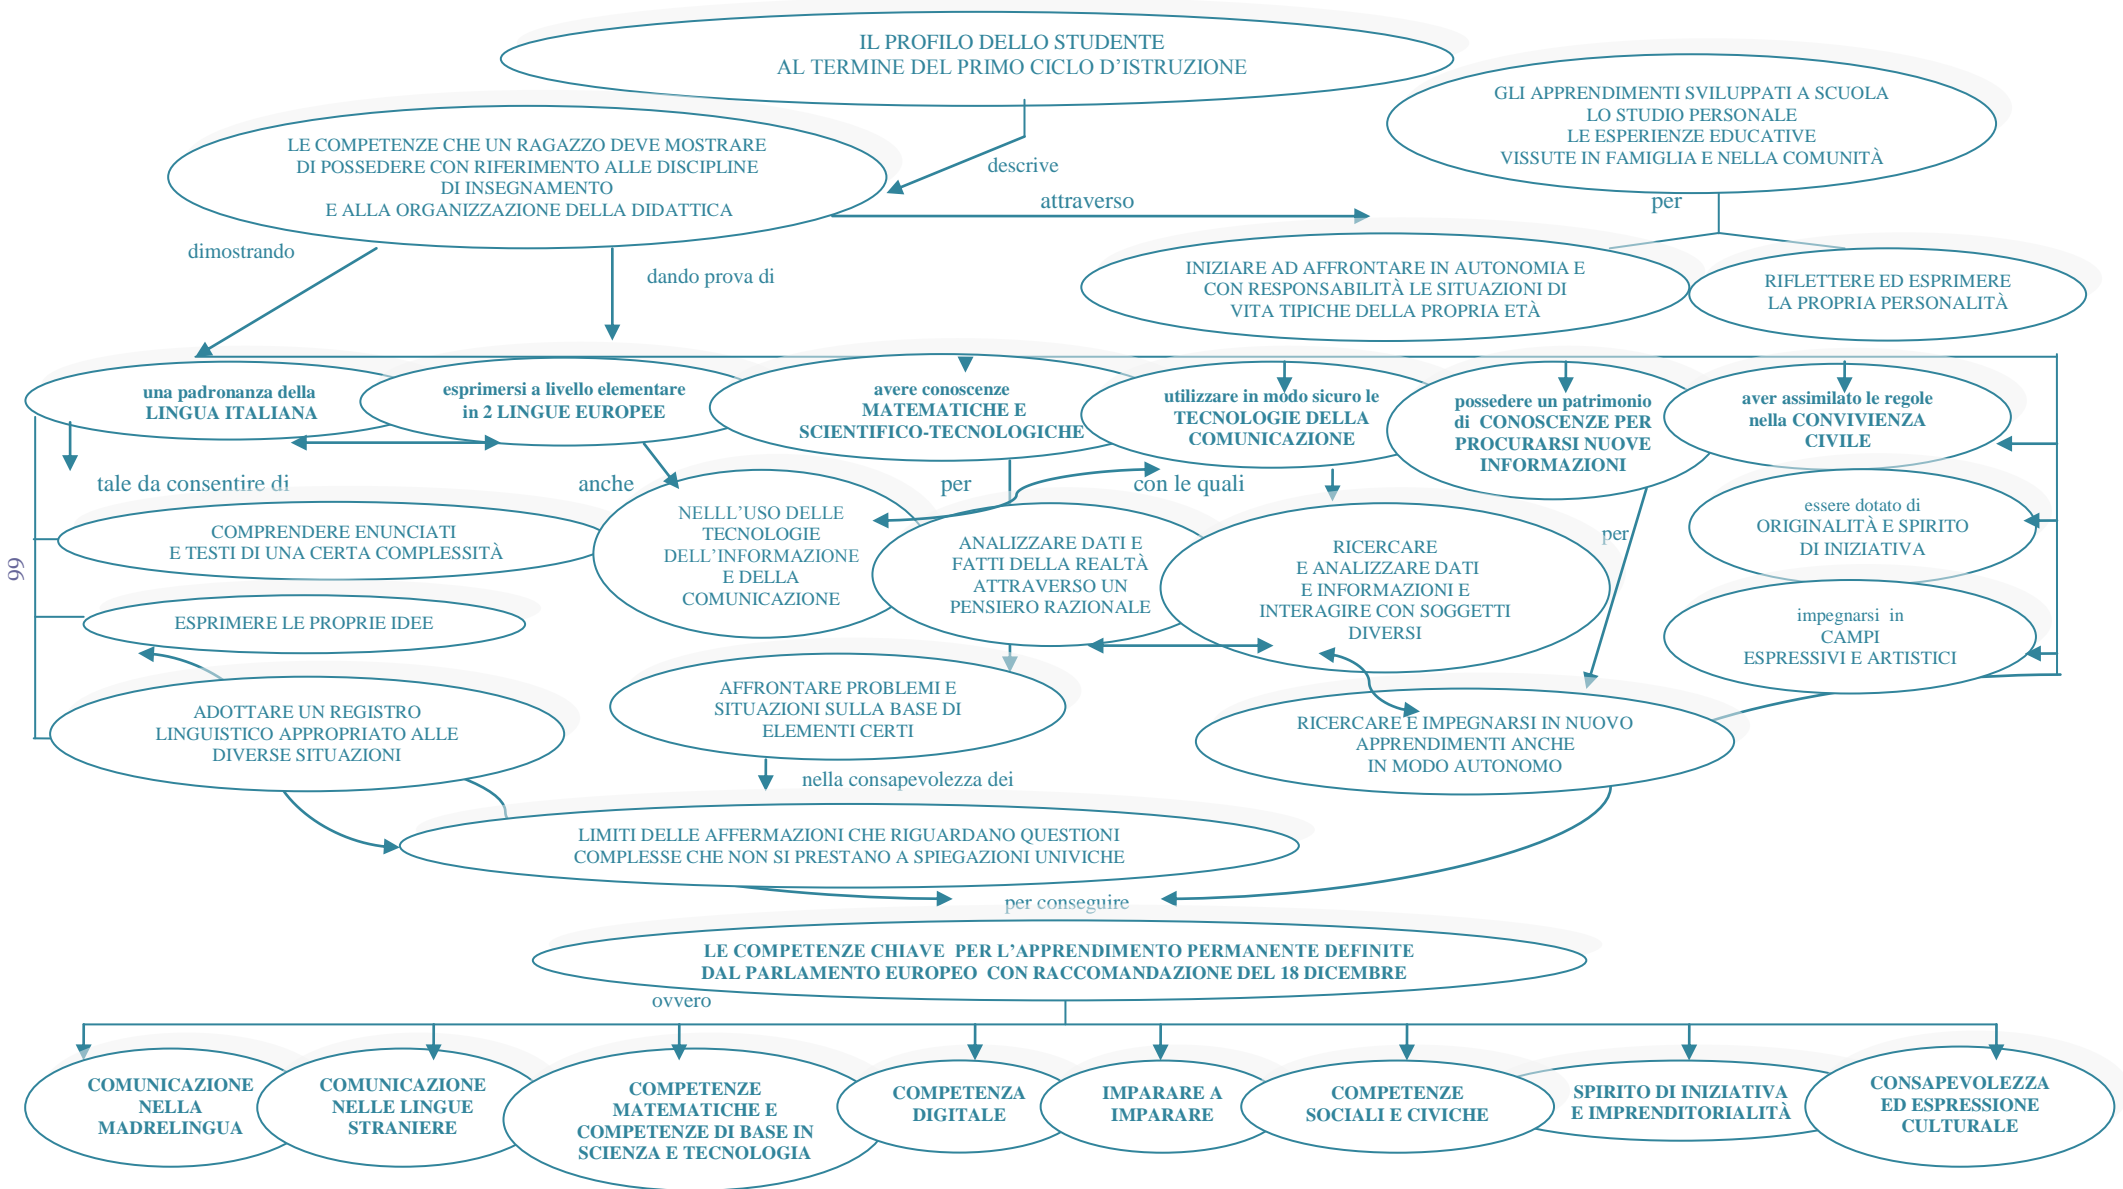 IL PROFILO DELLO STUDENTE
AL TERMINE DEL PRIMO CICLO D'ISTRUZIONE
GLI APPRENDIMENTI SVILUPPATI A SCUOLA
LO STUDIO PERSONALE
LE ESPERIENZE EDUCATIVE
VISSUTE IN FAMIGLIA E NELLA COMUNITÀ
LE COMPETENZE CHE UN RAGAZZO DEVE MOSTRARE
DI POSSEDERE CON RIFERIMENTO ALLE DISCIPLINE
DI INSEGNAMENTO
E ALLA ORGANIZZAZIONE DELLA DIDATTICA
descrive
attraverso
per
dimostrando
dando prova di
INIZIARE AD AFFRONTARE IN AUTONOMIA E
CON RESPONSABILITÀ LE SITUAZIONI DI
VITA TIPICHE DELLA PROPRIA ETÀ
RIFLETTERE ED ESPRIMERE
LA PROPRIA PERSONALITÀ
una padronanza della
LINGUA ITALIANA
esprimersi a livello elementare
in 2 LINGUE EUROPEE
avere conoscenze
MATEMATICHE E
SCIENTIFICO-TECNOLOGICHE
utilizzare in modo sicuro le
TECNOLOGIE DELLA
COMUNICAZIONE
possedere un patrimonio
di CONOSCENZE PER
PROCURARSI NUOVE
INFORMAZIONI
aver assimilato le regole
nella CONVIVIENZA
CIVILE
tale da consentire di
anche
per
con le quali
per
COMPRENDERE ENUNCIATI
E TESTI DI UNA CERTA COMPLESSITÀ
NELLL'USO DELLE
TECNOLOGIE
DELL'INFORMAZIONE
E DELLA
COMUNICAZIONE
ANALIZZARE DATI E
FATTI DELLA REALTÀ
ATTRAVERSO UN
PENSIERO RAZIONALE
RICERCARE
E ANALIZZARE DATI
E INFORMAZIONI E
INTERAGIRE CON SOGGETTI
DIVERSI
essere dotato di
ORIGINALITÀ E SPIRITO
DI INIZIATIVA
66
ESPRIMERE LE PROPRIE IDEE
impegnarsi in
CAMPI
ESPRESSIVI E ARTISTICI
ADOTTARE UN REGISTRO
LINGUISTICO APPROPRIATO ALLE
DIVERSE SITUAZIONI
AFFRONTARE PROBLEMI E
SITUAZIONI SULLA BASE DI
ELEMENTI CERTI
RICERCARE E IMPEGNARSI IN NUOVO
APPRENDIMENTI ANCHE
IN MODO AUTONOMO
nella consapevolezza dei
LIMITI DELLE AFFERMAZIONI CHE RIGUARDANO QUESTIONI
COMPLESSE CHE NON SI PRESTANO A SPIEGAZIONI UNIVICHE
per conseguire
LE COMPETENZE CHIAVE PER L'APPRENDIMENTO PERMANENTE DEFINITE
DAL PARLAMENTO EUROPEO CON RACCOMANDAZIONE DEL 18 DICEMBRE
ovvero
COMUNICAZIONE
NELLA
MADRELINGUA
COMUNICAZIONE
NELLE LINGUE
STRANIERE
COMPETENZE
MATEMATICHE E
COMPETENZE DI BASE IN
SCIENZA E TECNOLOGIA
COMPETENZA
DIGITALE
IMPARARE A
IMPARARE
COMPETENZE
SOCIALI E CIVICHE
SPIRITO DI INIZIATIVA
E IMPRENDITORIALITÀ
CONSAPEVOLEZZA
ED ESPRESSIONE
CULTURALE